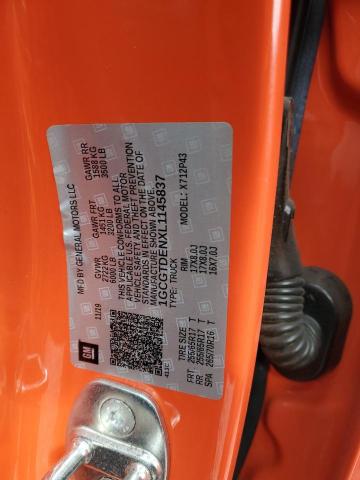 MFD BY GENERAL MOTORS LLC
11/19 GVWR GAWR FRT GAWR RR
2722 KG 1451 KG 1588 KG
6000 LB 3200 LB 3500 LB
THIS VEHICLE CONFORMS TO ALL
APPLICABLE FEDERAL MOTOR
VEHICLE SAFETY AND THEFT PREVENTION
STANDARDS IN EFFECT ON THE DATE OF
MANUFACTURE SHOWN ABOVE.
1GCGTDENXL1145837
TYPE: TRUCK MODEL: X712P43
GM
TIRE SIZE RIM
FRT 255/65R17 T 17X8.0J
RR 255/65R17 T 17X8.0J
SPA 265/70R16 T 16X7.0J